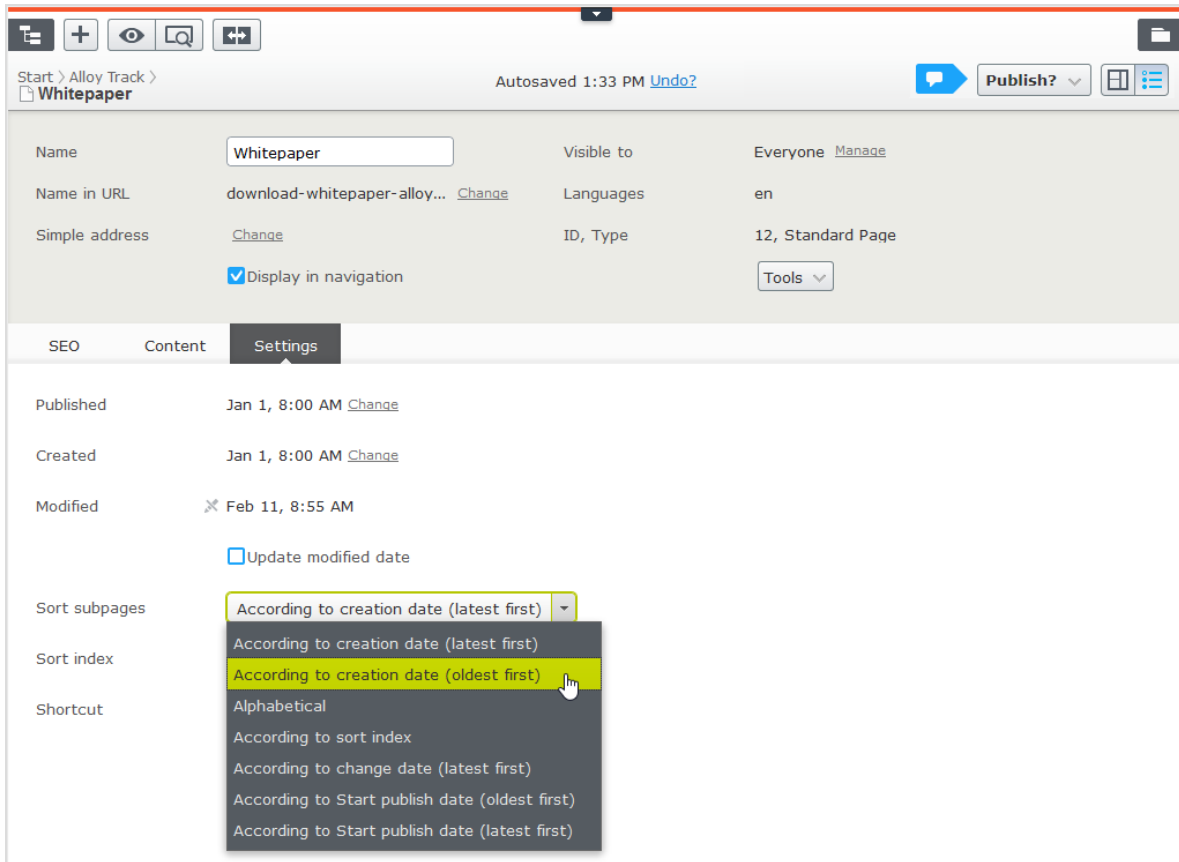 Start > Alloy Track >
Whitepaper
Autosaved 1:33 PM Undo?
Publish?
Name
Whitepaper
Visible to
Everyone Manage
Name in URL
download-whitepaper-alloy... Change
Languages
en
Simple address
Change
ID, Type
12, Standard Page
Display in navigation
Tools
SEO
Content
Settings
Published
Jan 1, 8:00 AM Change
Created
Jan 1, 8:00 AM Change
Modified
Feb 11, 8:55 AM
Update modified date
Sort subpages
According to creation date (latest first)
According to creation date (latest first)
Sort index
According to creation date (oldest first)
Shortcut
Alphabetical
According to sort index
According to change date (latest first)
According to Start publish date (oldest first)
According to Start publish date (latest first)